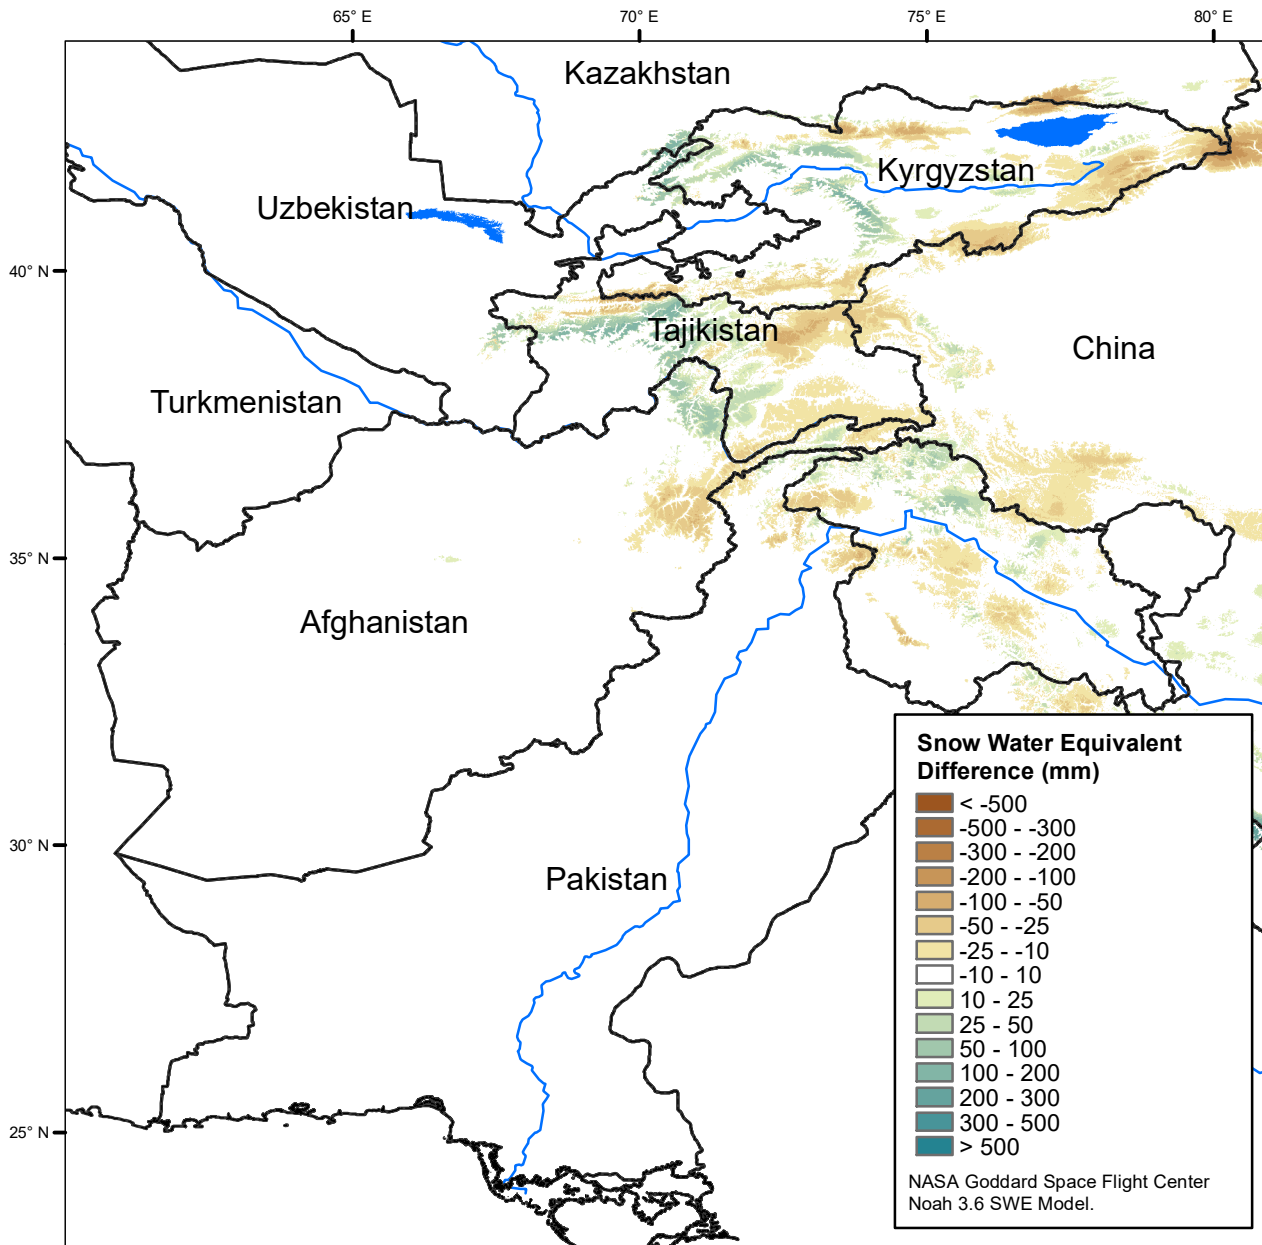 65° E
70° E
75° E
80° E
Kazakhstan
Kyrgyzstan
Uzbekistan
40° N
Tajikistan
China
Turkmenistan
35° N
Afghanistan
30° N
Pakistan
25° N
Snow Water Equivalent
Difference (mm)
< -500
-500 - -300
-300 - -200
-200 - -100
-100 - -50
-50 - -25
-25 - -10
-10 - 10
10 - 25
25 - 50
50 - 100
100 - 200
200 - 300
300 - 500
> 500
NASA Goddard Space Flight Center
Noah 3.6 SWE Model.